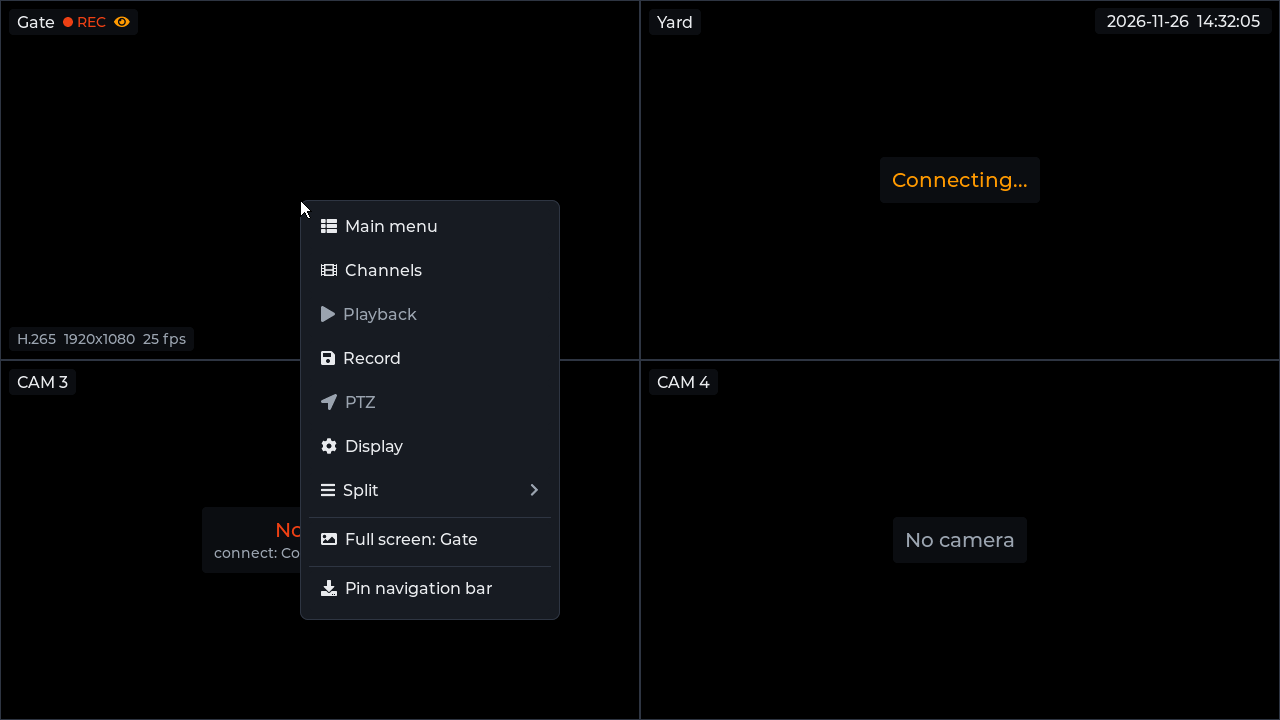 Gate REC
Yard
2026-11-26 14:32:05
Connecting...
Main menu
Channels
Playback
Record
PTZ
Display
Split
Full screen: Gate
Pin navigation bar
H.265 1920x1080 25 fps
CAM 3
connect:
CAM 4
No camera